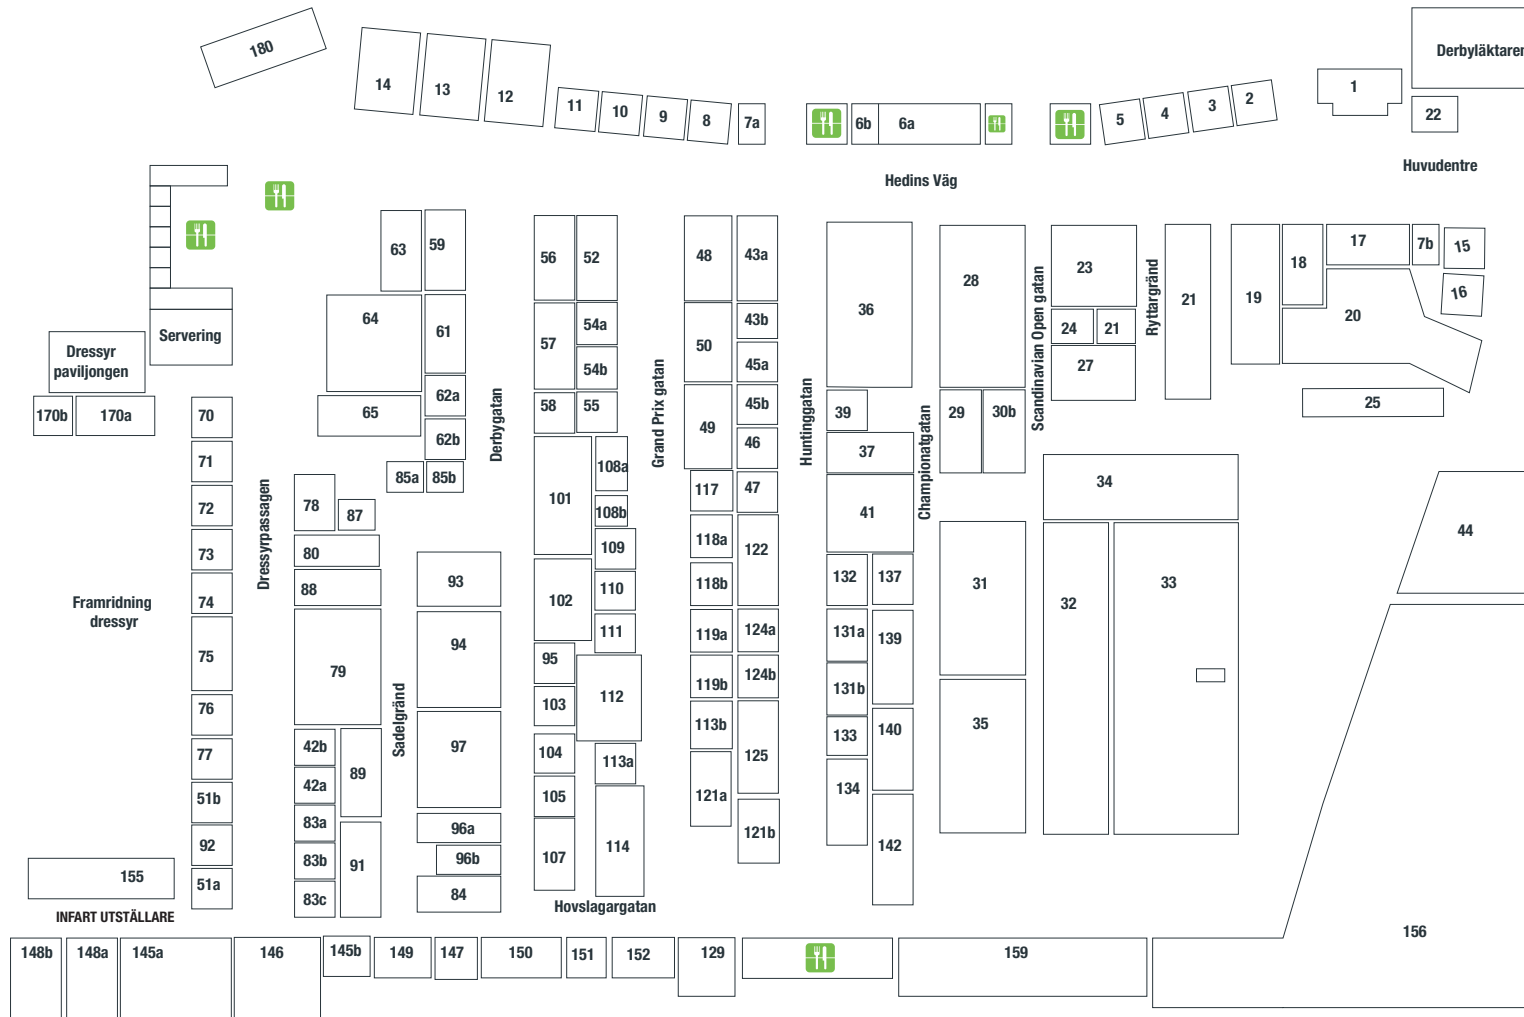 180
14
13
12
11
10
9
8
7a
6b
6a
5
4
3
2
1
Derbyläktaren
22
Hedins Väg
Huvudentre
63
59
56
52
48
43a
36
28
23
21
19
18
17
7b
15
16
20
64
61
57
54a
54b
50
43b
45a
24
21
27
25
Servering
Dressyr
paviljongen
170b
170a
70
65
62a
62b
58
55
49
45b
46
39
37
29
30b
Derbygatan
Grand Prix gatan
Huntinggatan
Championatgatan
Scandinavian Open gatan
Ryttargränd
71
72
73
74
75
76
77
51b
92
51a
Dressyrpassagen
Framridning
dressyr
78
87
85a
85b
80
88
79
93
94
97
Sadelgränd
42b
42a
83a
83b
83c
89
91
96a
96b
84
101
102
95
103
104
105
107
108a
108b
109
110
111
112
113a
114
Hovslagargatan
117
118a
118b
119a
119b
113b
121a
47
122
124a
124b
125
121b
41
132
137
131a
131b
133
134
139
140
142
31
35
34
32
33
44
155
INFART UTSTÄLLARE
148b
148a
145a
146
145b
149
147
150
151
152
129
159
156